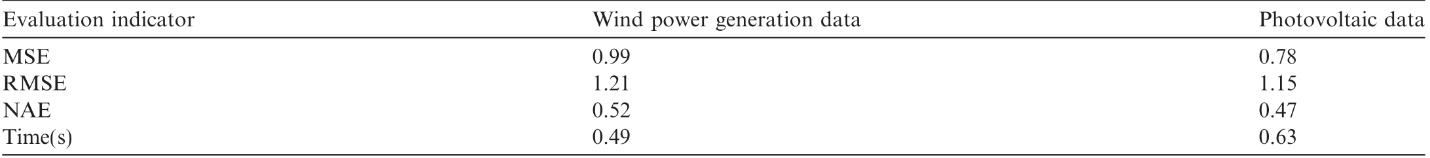 Evaluation indicator Wind power generation data Photovoltaic data
MSE 0.99 0.78
RMSE 1.21 1.15
NAE 0.52 0.47
Time(s) 0.49 0.63